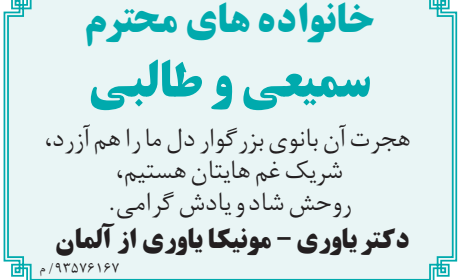 خانواده های محترم
سمیعی و طالبی
هجرت آن بانوی بزرگوار دل ما را هم آزرد،
شریک غم هایتان هستیم،
روحش شاد و یادش گرامی.
دکتر یاوری - مونیکا یاوری از آلمان
۹۳۵۷۶۱۶۷/ م